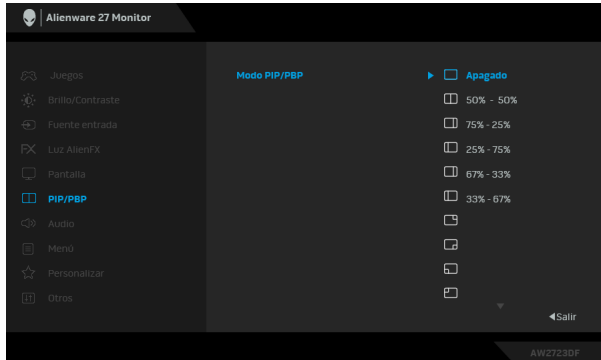 Alienware 27 Monitor
Juegos
Brillo/Contraste
Fuente entrada
FX Luz AlienFX
Pantalla
PIP/PBP
Audio
Menú
Personalizar
Otros
Modo PIP/PBP
Apagado
50% - 50%
75% - 25%
25% - 75%
67% - 33%
33% - 67%
Salir
AW2723DF